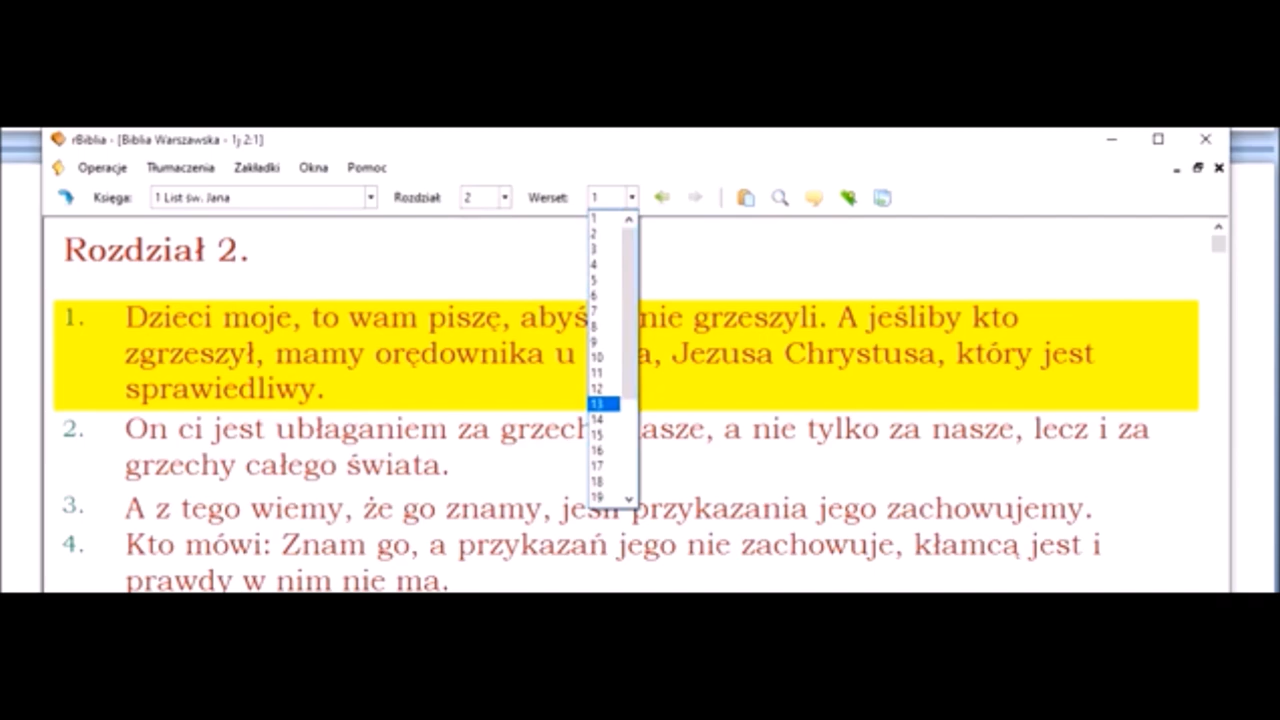 rBiblia - [Biblia Warszawska - 1J 2:1]
Operacje Tłumaczenia Zakładki Okna Pomoc
Księga: 1 List św. Jana Rozdział: 2 Werset: 1
1
2
3
4
5
6
7
8
9
10
11
12
13
14
15
16
17
18
19
Rozdział 2.
1. Dzieci moje, to wam piszę, nie grzeszyli. A jeśliby kto
zgrzeszył, mamy orędownika u Jezusa Chrystusa, który jest
sprawiedliwy.
2. On ci jest ubłaganiem za a nie tylko za nasze, lecz i za
grzechy całego świata.
3. A z tego wiemy, że go znamy, jeśli przykazania jego zachowujemy.
4. Kto mówi: Znam go, a przykazań jego nie zachowuje, kłamcą jest i
prawdy w nim nie ma.